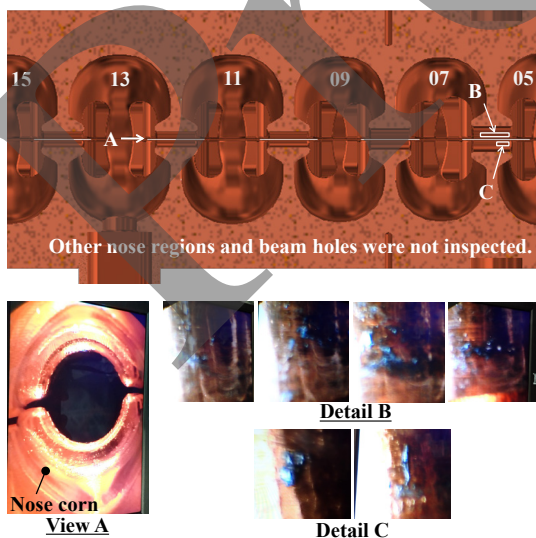 15 13 11 09 07 05
B
A
C
Other nose regions and beam holes were not inspected.
Detail B
Nose corn
View A
Detail C